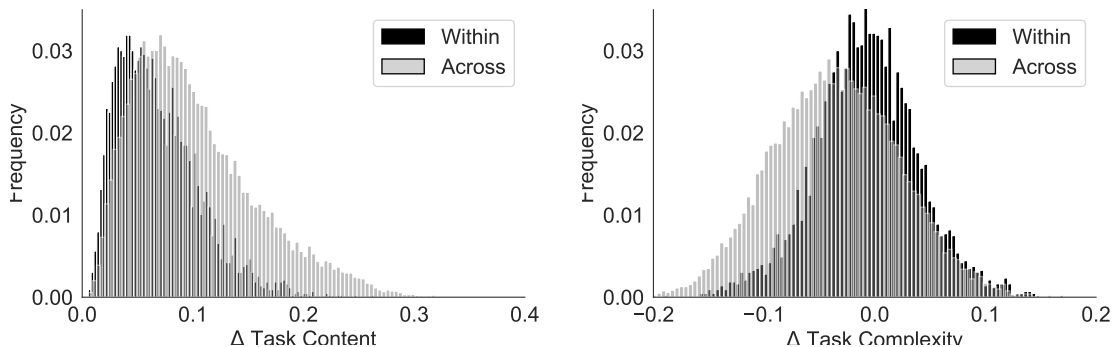 Frequency
0.03
0.02
0.01
0.00
0.0 0.1 0.2 0.3 0.4
Δ Task Content
Within
Across
Frequency
0.03
0.02
0.01
0.00
−0.2 −0.1 0.0 0.1 0.2
Δ Task Complexity
Within
Across